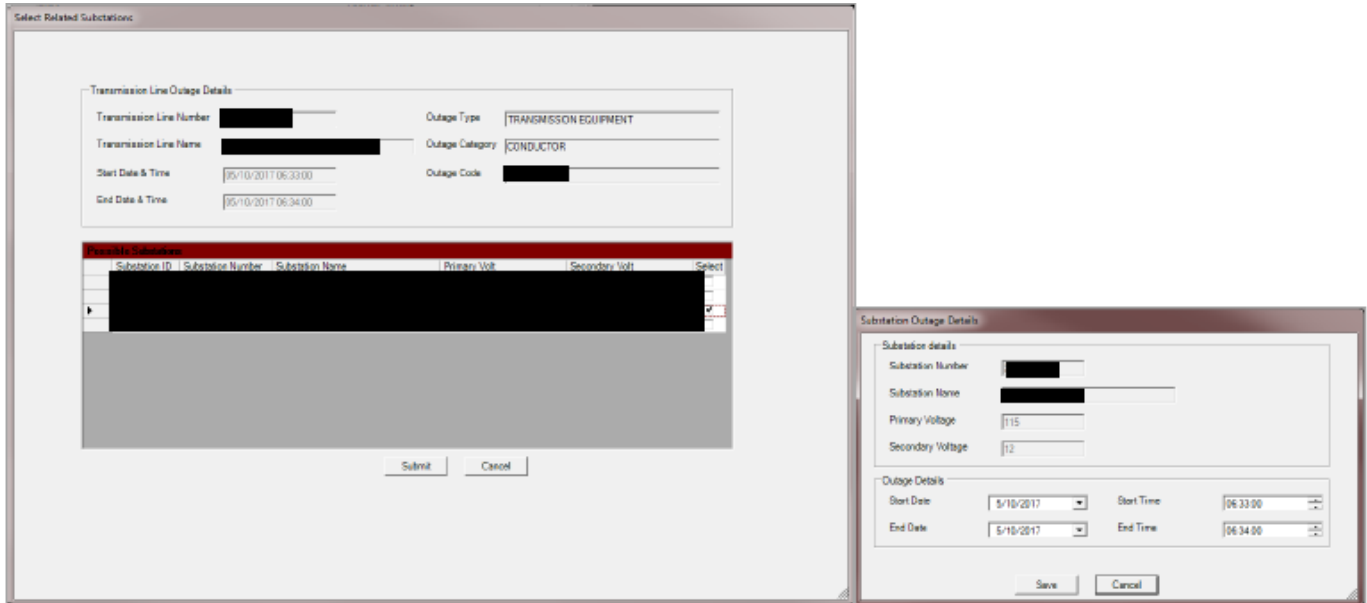 Select Related Substations
Transmission Line Outage Details
Transmission Line Number
Outage Type TRANSMISSION EQUIPMENT
Transmission Line Name
Outage Category CONDUCTOR
Start Date & Time 05/10/2017 06:33:00
Outage Code
End Date & Time 05/10/2017 06:34:00
Possible Substations
Substation ID Substation Number Substation Name Primary Volt Secondary Volt Select
Submit Cancel
Substation Outage Details
Substation details
Substation Number
Substation Name
Primary Voltage 115
Secondary Voltage 12
Outage Details
Start Date 5/10/2017 Start Time 06:33:00
End Date 5/10/2017 End Time 06:34:00
Save Cancel